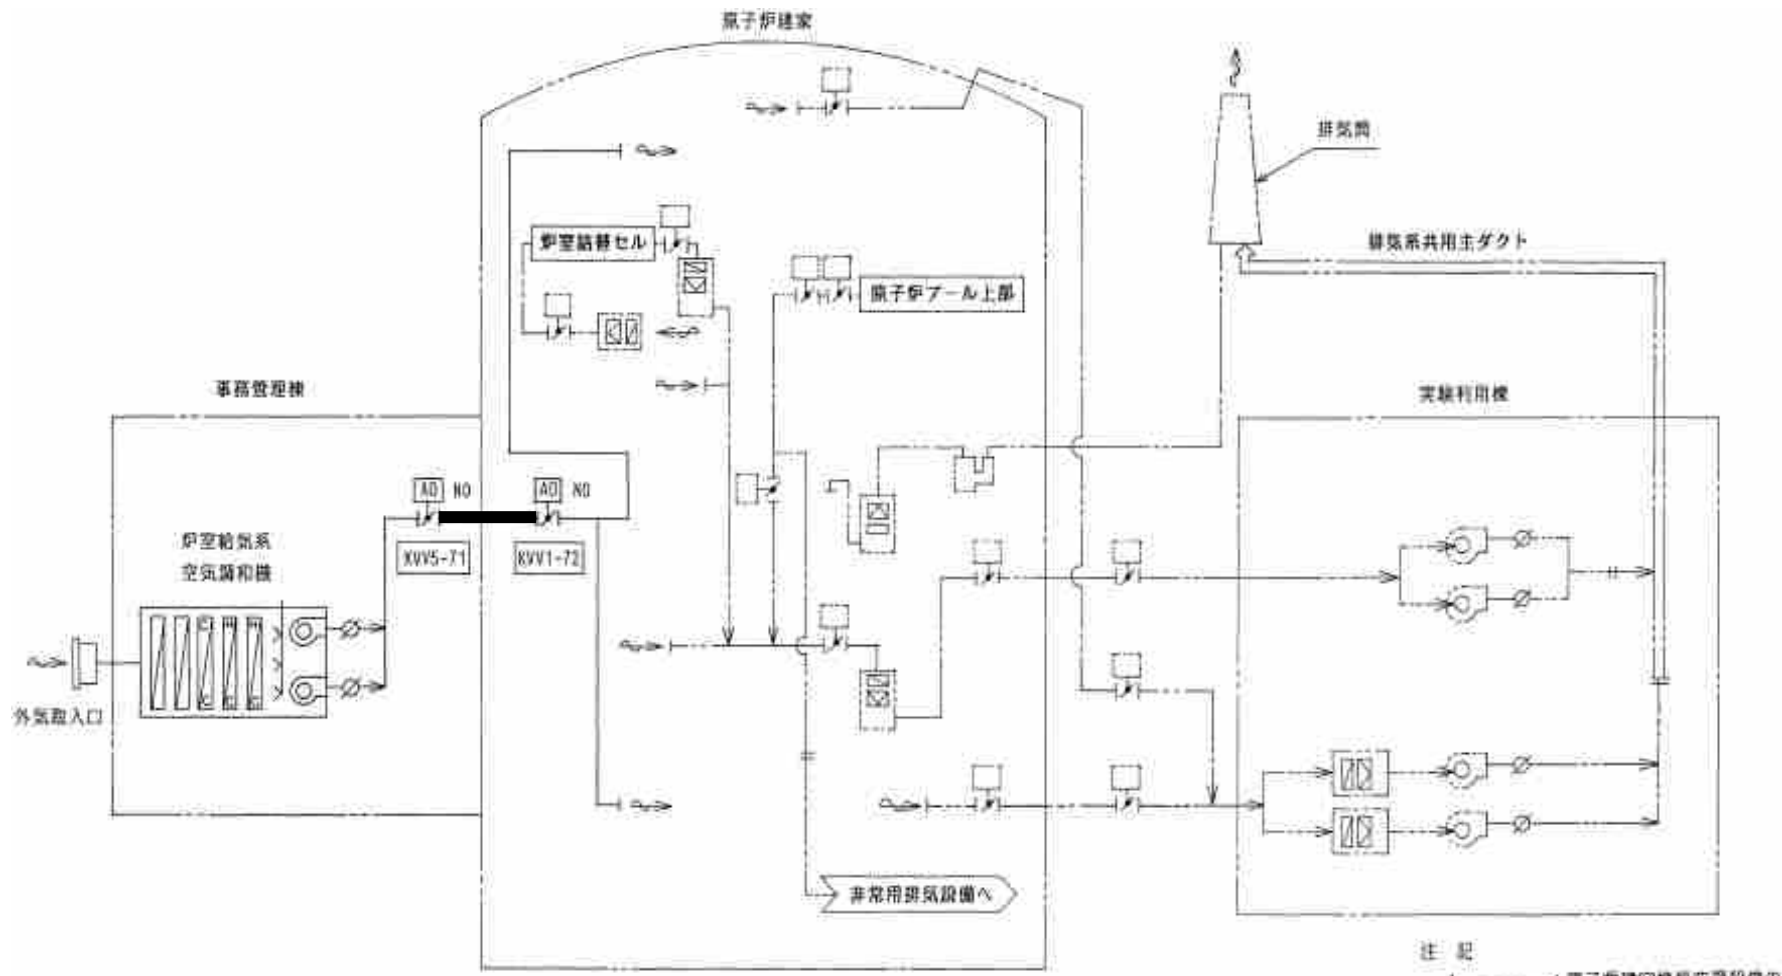 原子炉建家
排気筒
炉室詰替セル
排気系共用主ダクト
原子炉プール上部
事務管理棟
実験利用棟
AO NO
AO NO
炉室給気系
空気調和機
KVV5-71
KVV1-72
外気取入口
非常用排気設備へ
注 記